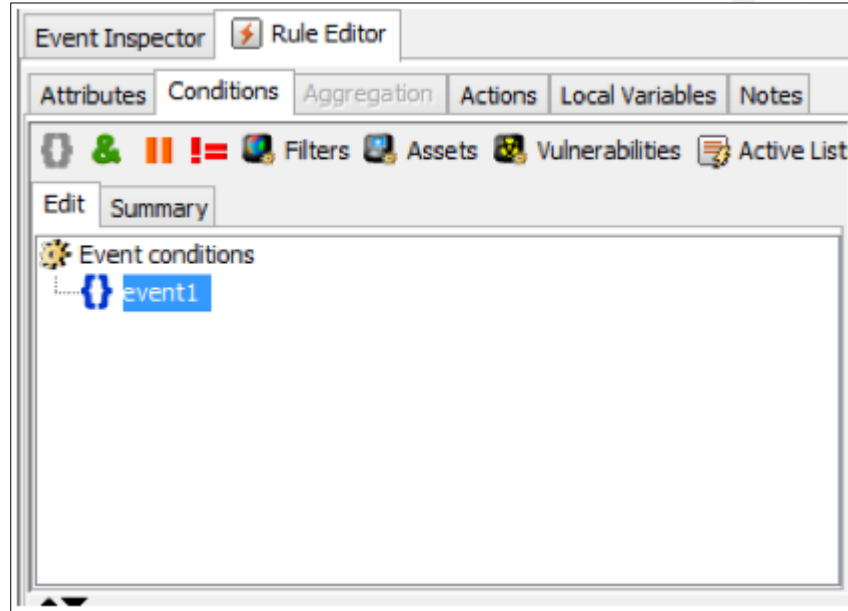 Event Inspector Rule Editor
Attributes Conditions Aggregation Actions Local Variables Notes
{} & || != Filters Assets Vulnerabilities Active List
Edit Summary
Event conditions
{} event1